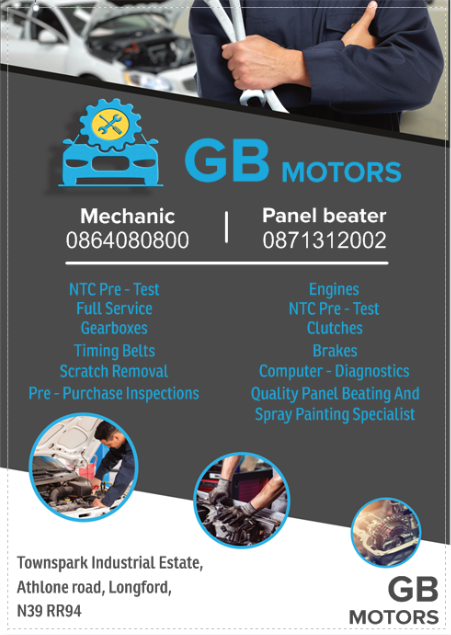 GB MOTORS
Mechanic
0864080800
Panel beater
0871312002
NTC Pre - Test
Full Service
Gearboxes
Timing Belts
Scratch Removal
Pre - Purchase Inspections
Engines
NTC Pre - Test
Clutches
Brakes
Computer - Diagnostics
Quality Panel Beating And
Spray Painting Specialist
Townspark Industrial Estate,
Athlone road, Longford,
N39 RR94
GB
MOTORS